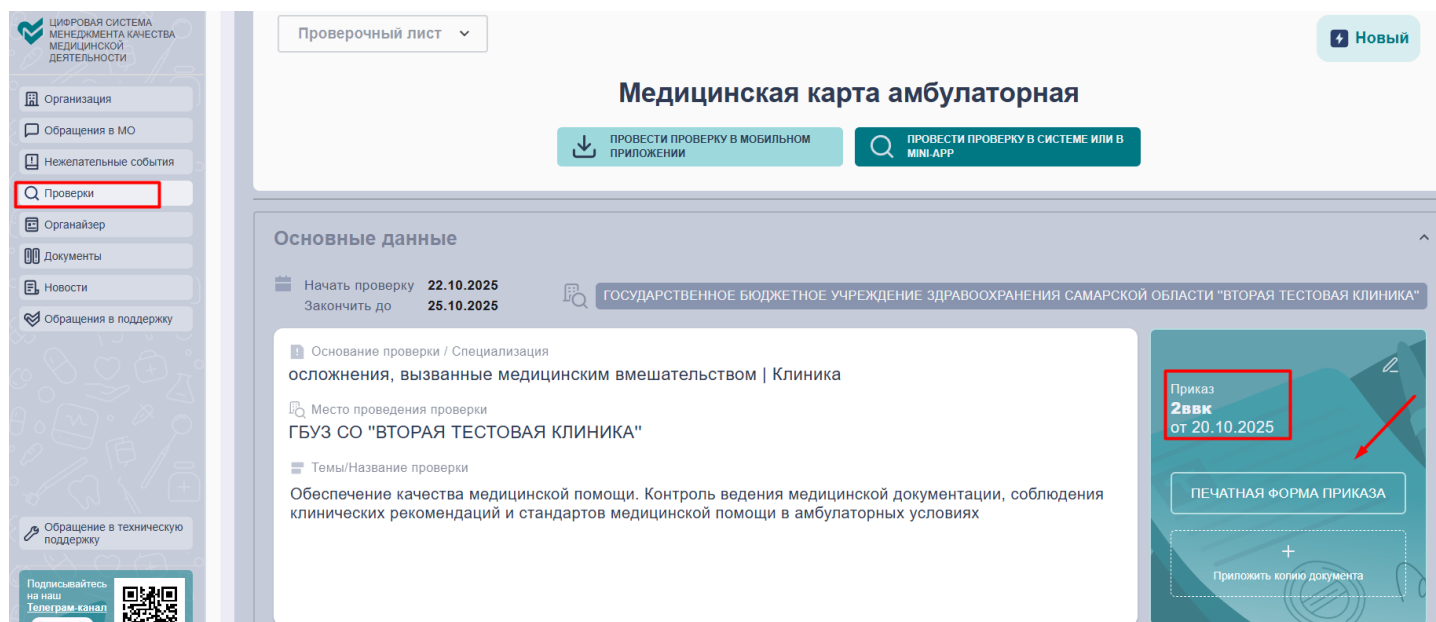 ЦИФРОВАЯ СИСТЕМА
МЕНЕДЖМЕНТА КАЧЕСТВА
МЕДИЦИНСКОЙ
ДЕЯТЕЛЬНОСТИ
Организация
Обращения в МО
Нежелательные события
Проверки
Органайзер
Документы
Новости
Обращения в поддержку
Обращение в техническую
поддержку
Подписывайтесь
на наш
Телеграм-канал
Проверочный лист
Новый
Медицинская карта амбулаторная
ПРОВЕСТИ ПРОВЕРКУ В МОБИЛЬНОМ
ПРИЛОЖЕНИИ
ПРОВЕСТИ ПРОВЕРКУ В СИСТЕМЕ ИЛИ В
MINI-APP
Основные данные
Начать проверку 22.10.2025
Закончить до 25.10.2025
ГОСУДАРСТВЕННОЕ БЮДЖЕТНОЕ УЧРЕЖДЕНИЕ ЗДРАВООХРАНЕНИЯ САМАРСКОЙ ОБЛАСТИ "ВТОРАЯ ТЕСТОВАЯ КЛИНИКА"
Основание проверки / Специализация
осложнения, вызванные медицинским вмешательством | Клиника
Место проведения проверки
ГБУЗ СО "ВТОРАЯ ТЕСТОВАЯ КЛИНИКА"
Темы/Название проверки
Обеспечение качества медицинской помощи. Контроль ведения медицинской документации, соблюдения
клинических рекомендаций и стандартов медицинской помощи в амбулаторных условиях
Приказ
2ввк
от 20.10.2025
ПЕЧАТНАЯ ФОРМА ПРИКАЗА
+
Приложить копию документа